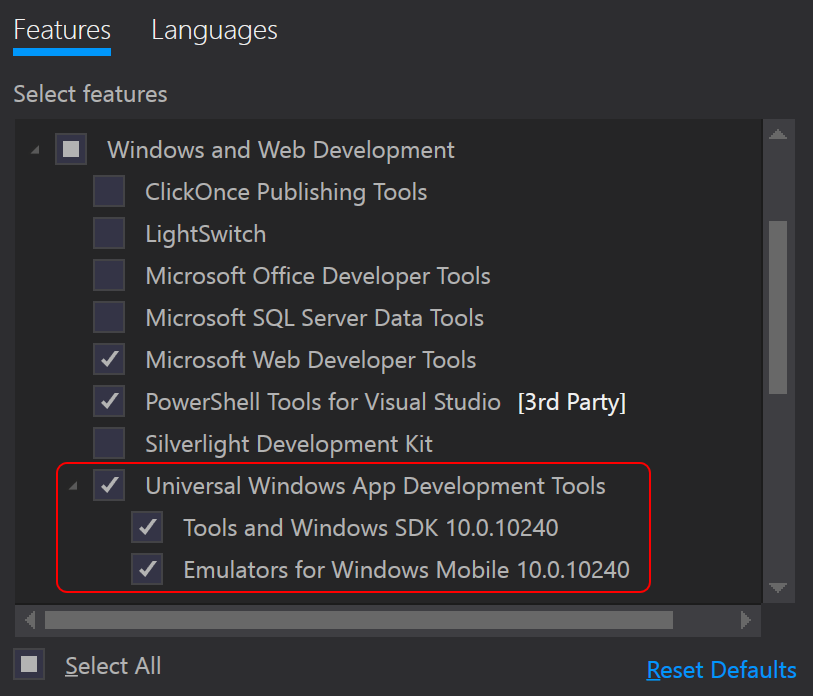 Features Languages
Select features
Windows and Web Development
ClickOnce Publishing Tools
LightSwitch
Microsoft Office Developer Tools
Microsoft SQL Server Data Tools
Microsoft Web Developer Tools
PowerShell Tools for Visual Studio [3rd Party]
Silverlight Development Kit
Universal Windows App Development Tools
Tools and Windows SDK 10.0.10240
Emulators for Windows Mobile 10.0.10240
Select All
Reset Defaults